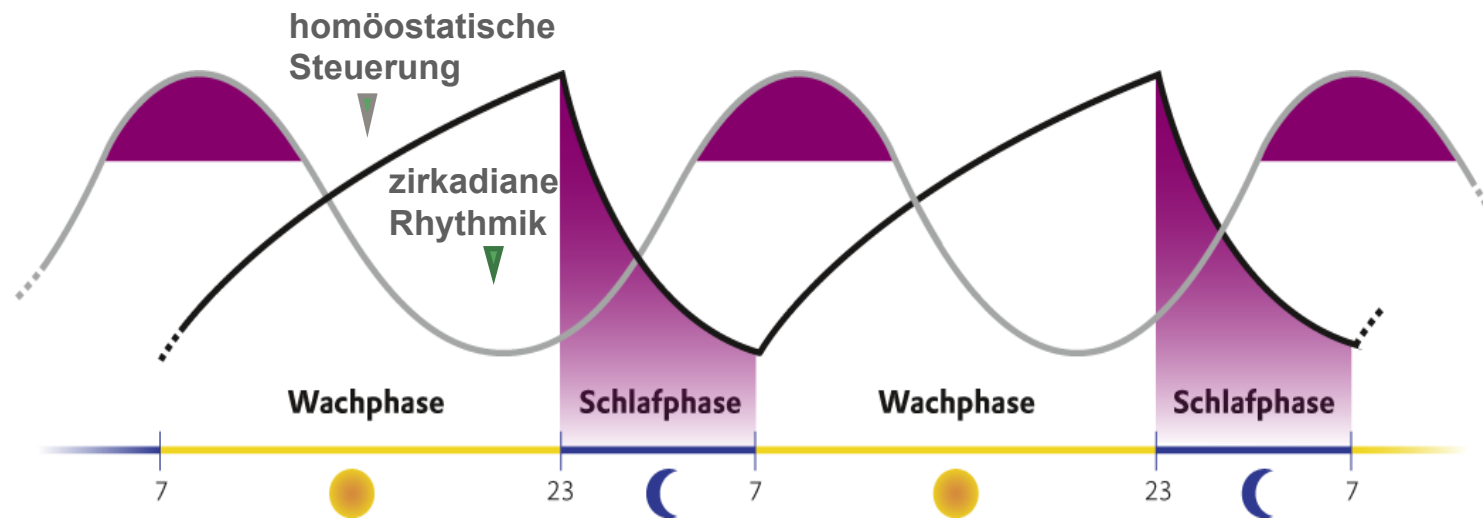 homöostatische
Steuerung
zirkadiane
Rhythmik
Wachphase
Schlafphase
Wachphase
Schlafphase
7
23
7
23
7